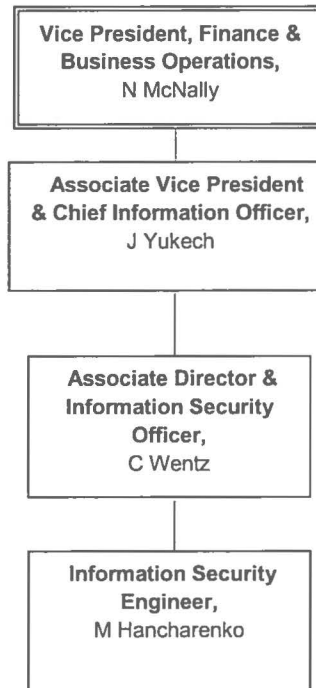 Vice President, Finance &
Business Operations,
N McNally
Associate Vice President
& Chief Information Officer,
J Yukech
Associate Director &
Information Security
Officer,
C Wentz
Information Security
Engineer,
M Hancharenko